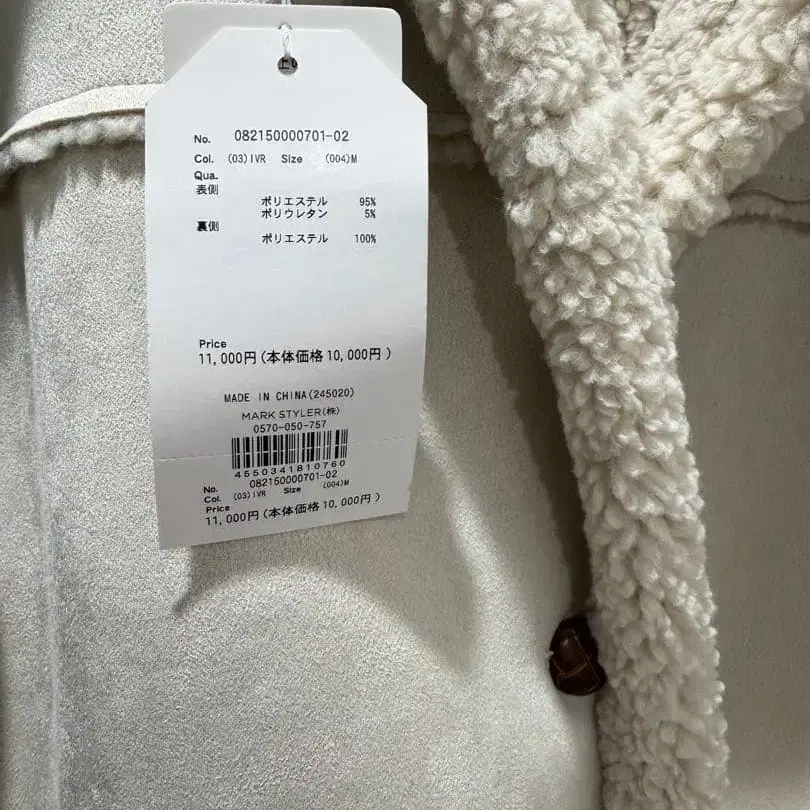 No. 082150000701-02
Col. (03)IVR Size (004)M
Qua.
表側
ポリエステル 95%
ポリウレタン 5%
裏側
ポリエステル 100%
Price
11,000円(本体価格10,000円)
MADE IN CHINA(245020)
MARK STYLER(株)
0570-050-757
4550341810760
No. 082150000701-02
Col. (03)IVR Size (004)M
Price
11,000円(本体価格10,000円)